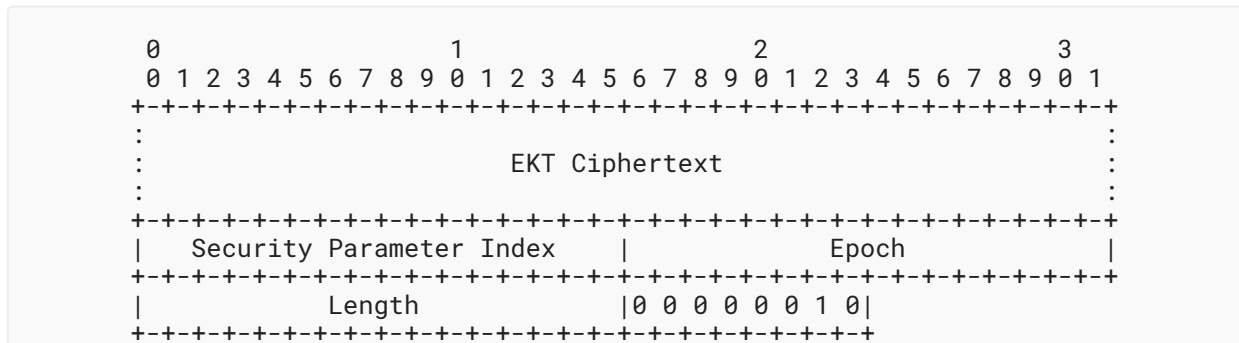 0                   1                   2                   3
 0 1 2 3 4 5 6 7 8 9 0 1 2 3 4 5 6 7 8 9 0 1 2 3 4 5 6 7 8 9 0 1
+-+-+-+-+-+-+-+-+-+-+-+-+-+-+-+-+-+-+-+-+-+-+-+-+-+-+-+-+-+-+-+-+
:                                                               :
:                        EKT Ciphertext                         :
:                                                               :
+-+-+-+-+-+-+-+-+-+-+-+-+-+-+-+-+-+-+-+-+-+-+-+-+-+-+-+-+-+-+-+-+
|   Security Parameter Index    |             Epoch             |
+-+-+-+-+-+-+-+-+-+-+-+-+-+-+-+-+-+-+-+-+-+-+-+-+-+-+-+-+-+-+-+-+
|            Length             |0 0 0 0 0 0 1 0|
+-+-+-+-+-+-+-+-+-+-+-+-+-+-+-+-+-+-+-+-+-+-+-+-+